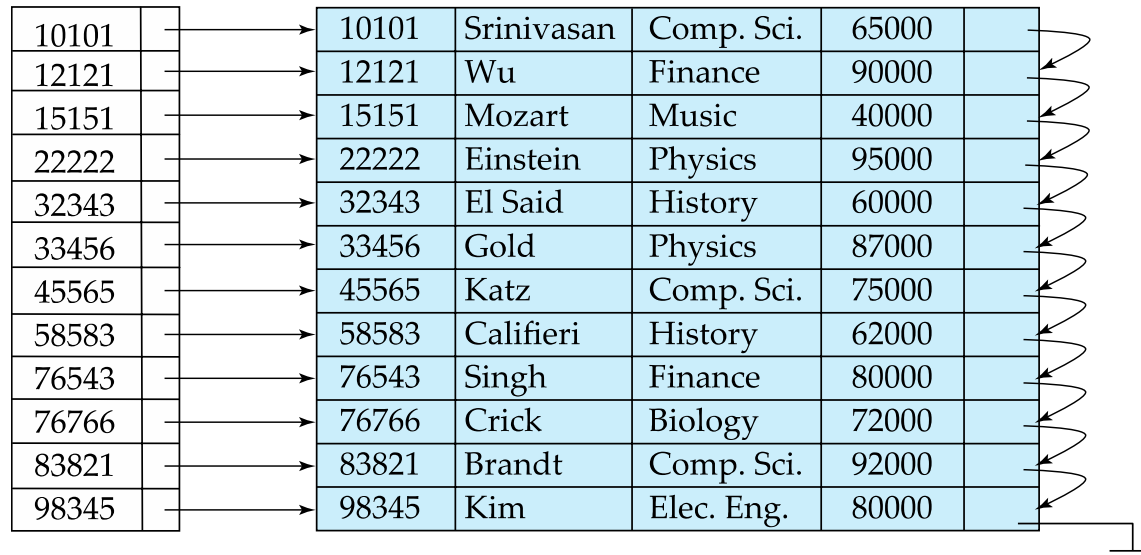 10101 10101 Srinivasan Comp. Sci. 65000
12121 12121 Wu Finance 90000
15151 15151 Mozart Music 40000
22222 22222 Einstein Physics 95000
32343 32343 El Said History 60000
33456 33456 Gold Physics 87000
45565 45565 Katz Comp. Sci. 75000
58583 58583 Califieri History 62000
76543 76543 Singh Finance 80000
76766 76766 Crick Biology 72000
83821 83821 Brandt Comp. Sci. 92000
98345 98345 Kim Elec. Eng. 80000